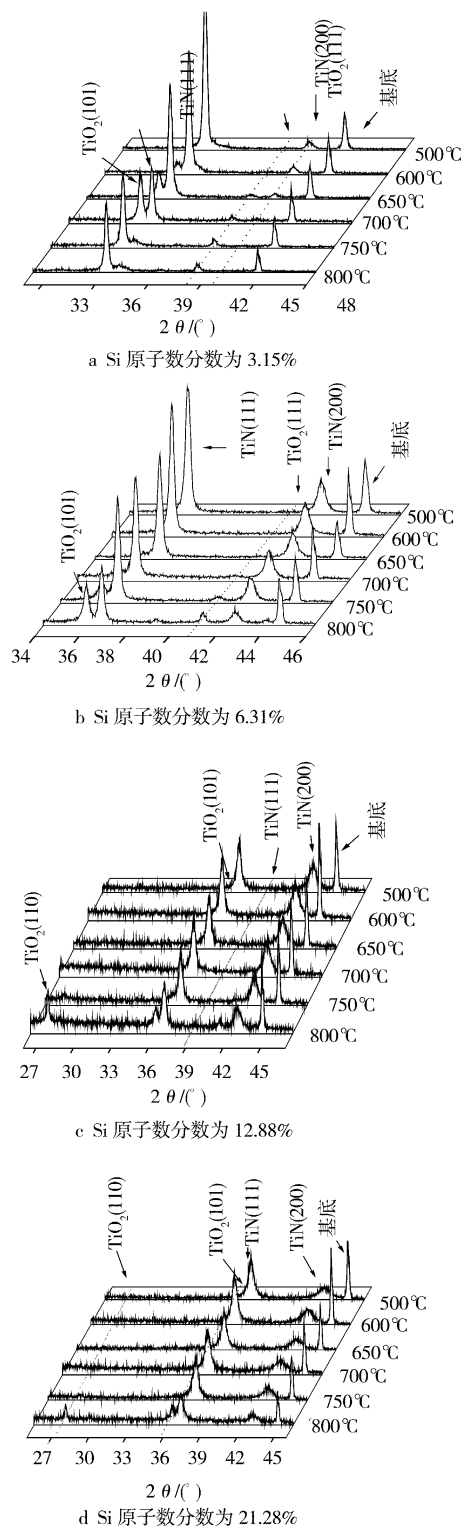 TiO2(101)
TiN(111)
TiN(200)
TiO2(111)
基底
500℃
600℃
650℃
700℃
750℃
800℃
33 36 39 42 45 48
2 θ /(°)
a Si 原子数分数为 3.15%
TiO2(101)
TiN(111)
TiO2(111)
TiN(200)
基底
500℃
600℃
650℃
700℃
750℃
800℃
34 36 38 40 42 44 46
2 θ /(°)
b Si 原子数分数为 6.31%
TiO2(110)
TiO2(101)
TiN(111)
TiN(200)
基底
500℃
600℃
650℃
700℃
750℃
800℃
27 30 33 36 39 42 45
2 θ /(°)
c Si 原子数分数为 12.88%
TiO2(110)
TiO2(101)
TiN(111)
TiN(200)
基底
500℃
600℃
650℃
700℃
750℃
800℃
27 30 33 36 39 42 45
2 θ /(°)
d Si 原子数分数为 21.28%